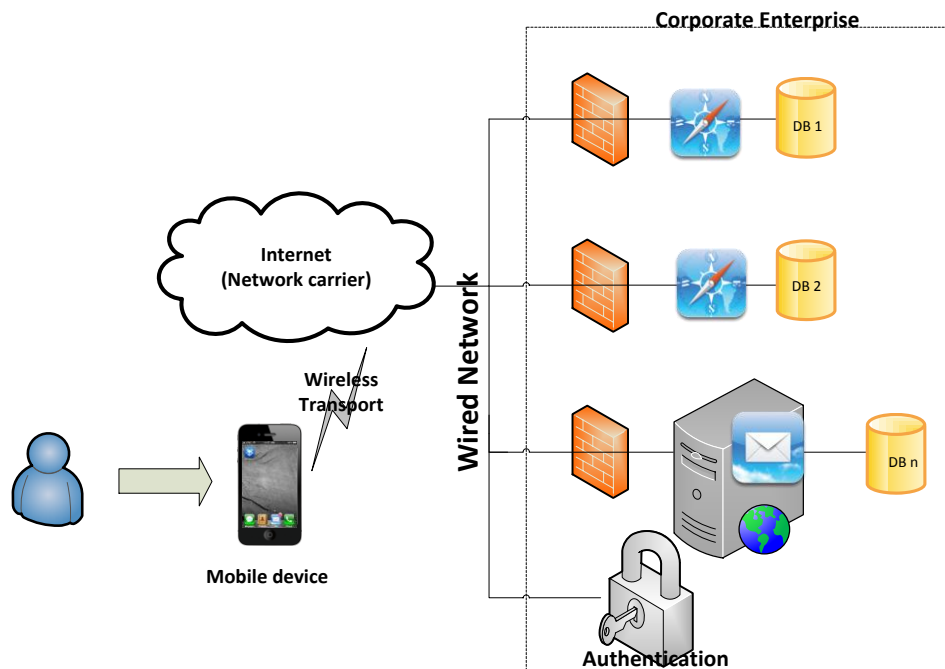 Corporate Enterprise
DB 1
Internet
(Network carrier)
DB 2
Wired Network
Wireless
Transport
DB n
Mobile device
Authentication